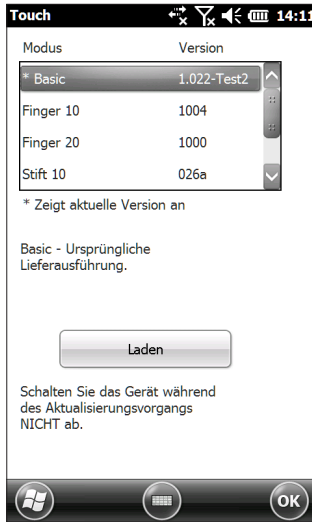 Touch 14:11
Modus Version
* Basic 1.022-Test2
Finger 10 1004
Finger 20 1000
Stift 10 026a
* Zeigt aktuelle Version an
Basic - Ursprüngliche
Lieferausführung.
Laden
Schalten Sie das Gerät während
des Aktualisierungsvorgangs
NICHT ab.
OK